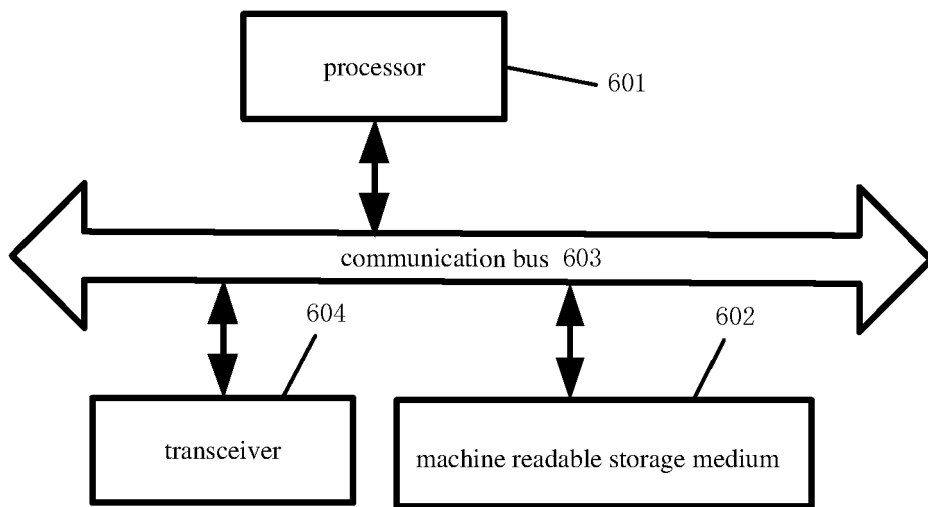 processor
601
communication bus 603
604
602
transceiver
machine readable storage medium